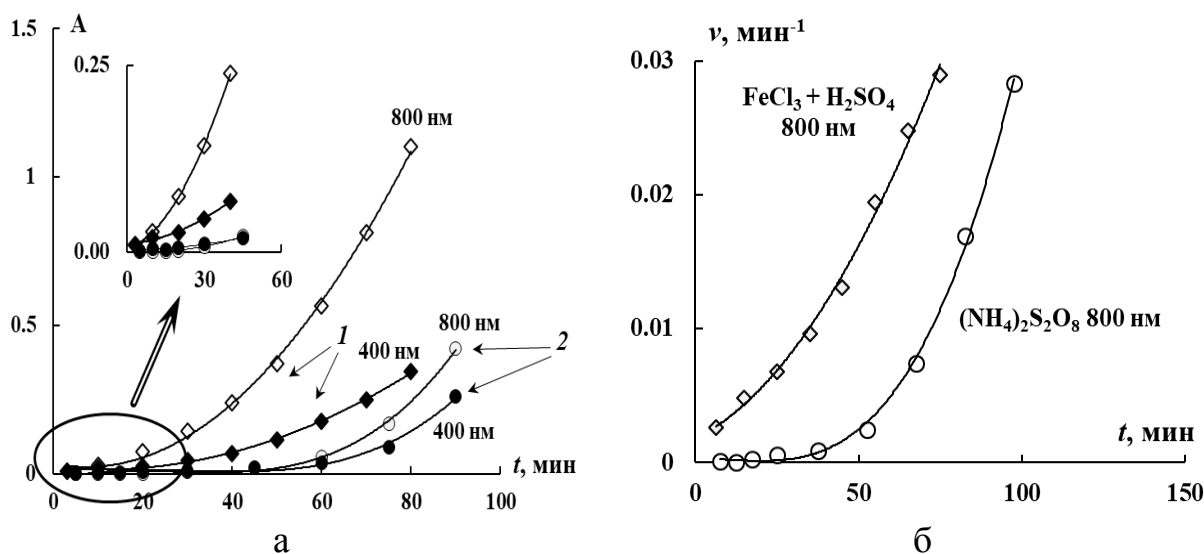 A
1.5
1
0.5
0
0.25
0.00
0 30 60
800 нм
1
400 нм
800 нм
2
400 нм
t, мин
0 20 40 60 80 100
а
v, мин-1
0.03
0.02
0.01
0
FeCl3 + H2SO4
800 нм
(NH4)2S2O8 800 нм
t, мин
0 50 100 150
б